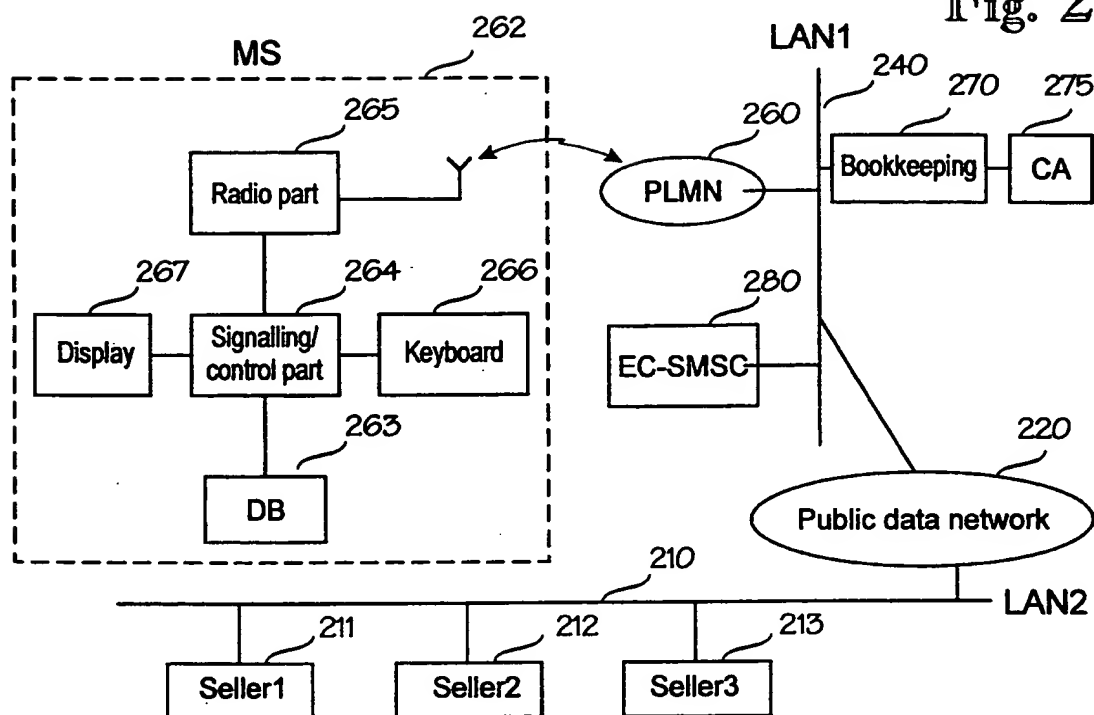 Fig. 2
262
LAN1
MS
240
270
275
265
260
Radio part
PLMN
Bookkeeping
CA
267
264
266
280
Display
Signalling/
control part
Keyboard
EC-SMSC
263
220
DB
Public data network
210
LAN2
211
212
213
Seller1
Seller2
Seller3